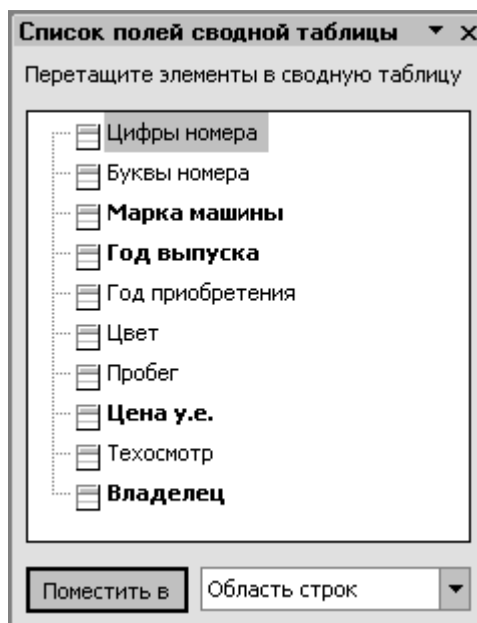 Список полей сводной таблицы
Перетащите элементы в сводную таблицу
Цифры номера
Буквы номера
Марка машины
Год выпуска
Год приобретения
Цвет
Пробег
Цена у.е.
Техосмотр
Владелец
Поместить в Область строк